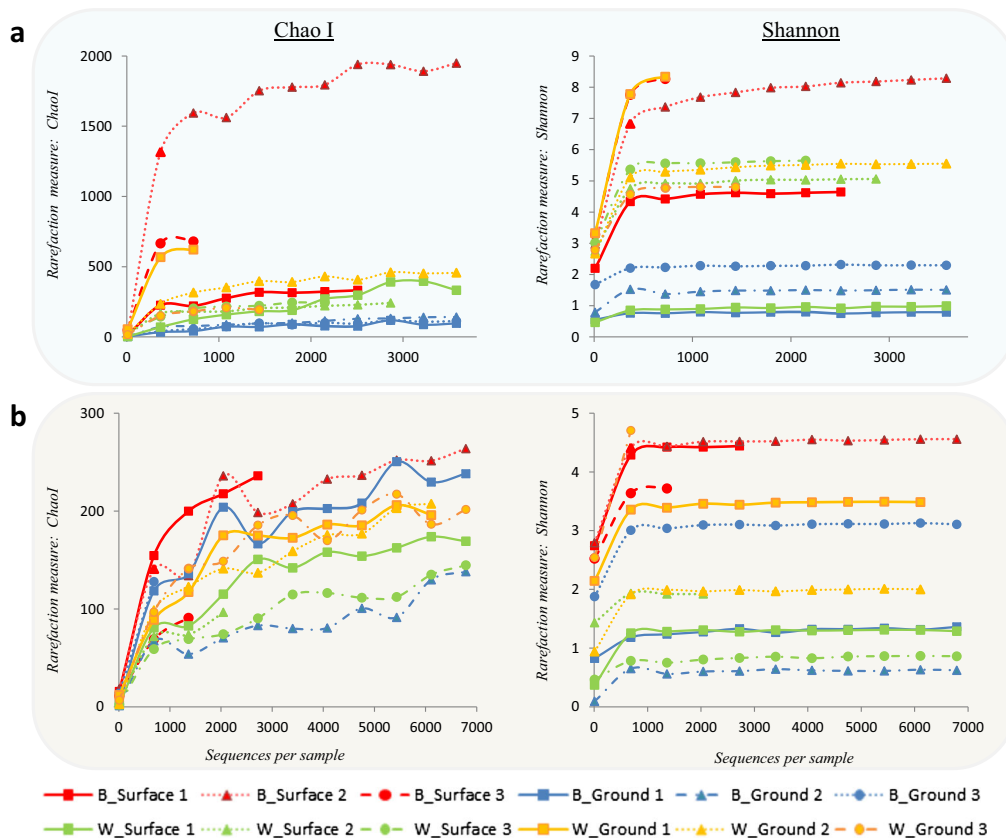 a
Chao I
Shannon
Rarefaction measure: ChaoI
2000
1500
1000
500
0
0 1000 2000 3000
Rarefaction measure: Shannon
9
8
7
6
5
4
3
2
1
0
0 1000 2000 3000
b
Rarefaction measure: ChaoI
300
200
100
0
0 1000 2000 3000 4000 5000 6000 7000
Sequences per sample
Rarefaction measure: Shannon
5
4
3
2
1
0
0 1000 2000 3000 4000 5000 6000 7000
Sequences per sample
B_Surface 1 B_Surface 2 B_Surface 3 B_Ground 1 B_Ground 2 B_Ground 3
W_Surface 1 W_Surface 2 W_Surface 3 W_Ground 1 W_Ground 2 W_Ground 3